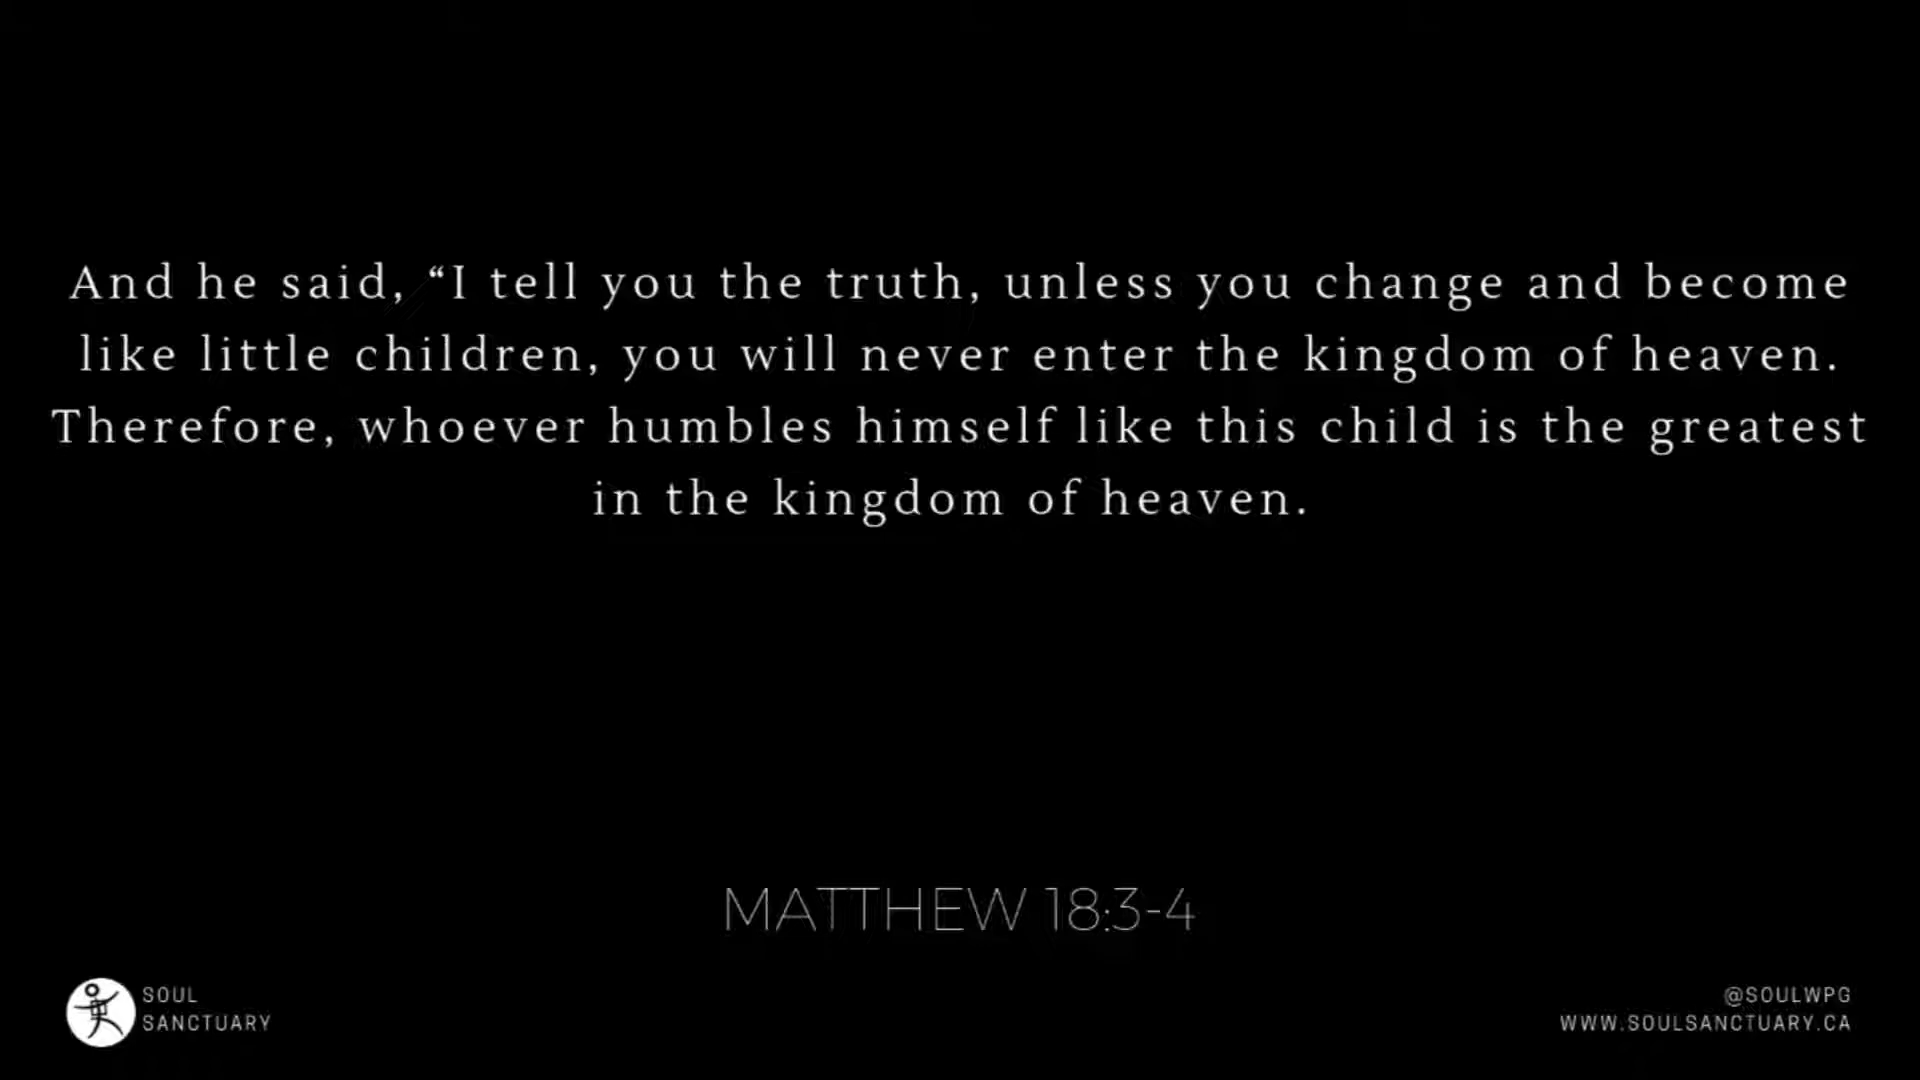 And he said, “I tell you the truth, unless you change and become
like little children, you will never enter the kingdom of heaven.
Therefore, whoever humbles himself like this child is the greatest
in the kingdom of heaven.
MATTHEW 18:3-4
SOUL
SANCTUARY
@SOULWPG
WWW.SOULSANCTUARY.CA